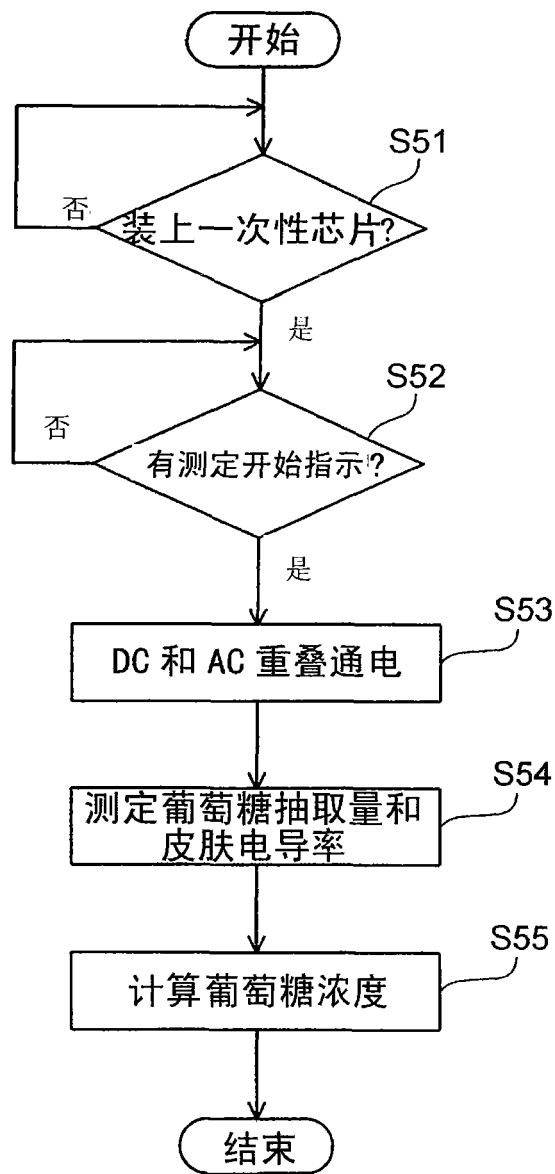 开始
S51
否
装上一次性芯片?
是
S52
否
有测定开始指示?
是
S53
DC 和 AC 重叠通电
S54
测定葡萄糖抽取量和
皮肤电导率
S55
计算葡萄糖浓度
结束